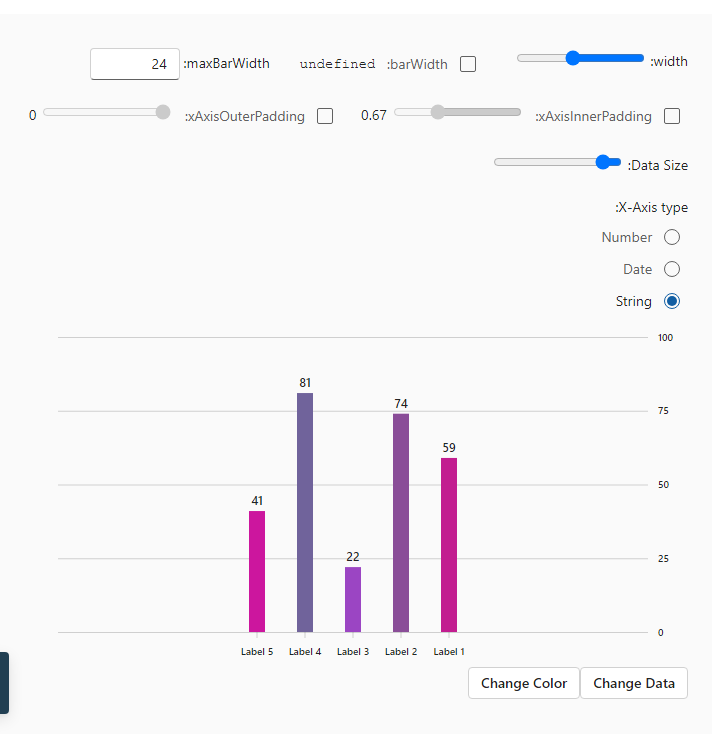 width:
barWidth: undefined
maxBarWidth: 24
xAxisInnerPadding: 0.67
xAxisOuterPadding: 0
Data Size:
X-Axis type:
Number
Date
String
100
75
50
25
0
59
74
22
81
41
Label 1
Label 2
Label 3
Label 4
Label 5
Change Data
Change Color